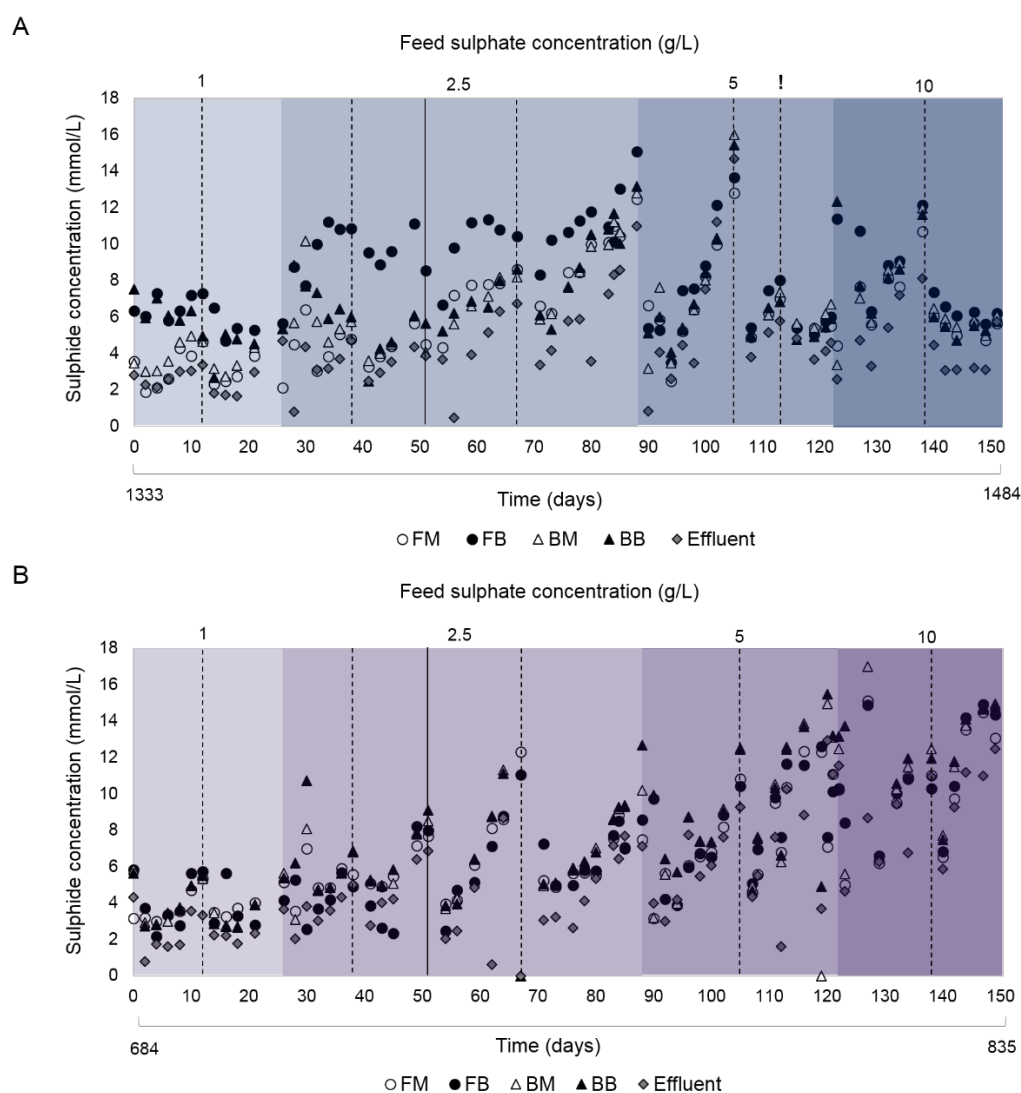 A
Feed sulphate concentration (g/L)
1 2.5 5 ! 10
18
16
14
12
10
8
6
4
2
0
Sulphide concentration (mmol/L)
0 10 20 30 40 50 60 70 80 90 100 110 120 130 140 150
1333 Time (days) 1484
FM FB BM BB Effluent
B
Feed sulphate concentration (g/L)
1 2.5 5 10
18
16
14
12
10
8
6
4
2
0
Sulphide concentration (mmol/L)
0 10 20 30 40 50 60 70 80 90 100 110 120 130 140 150
684 Time (days) 835
FM FB BM BB Effluent